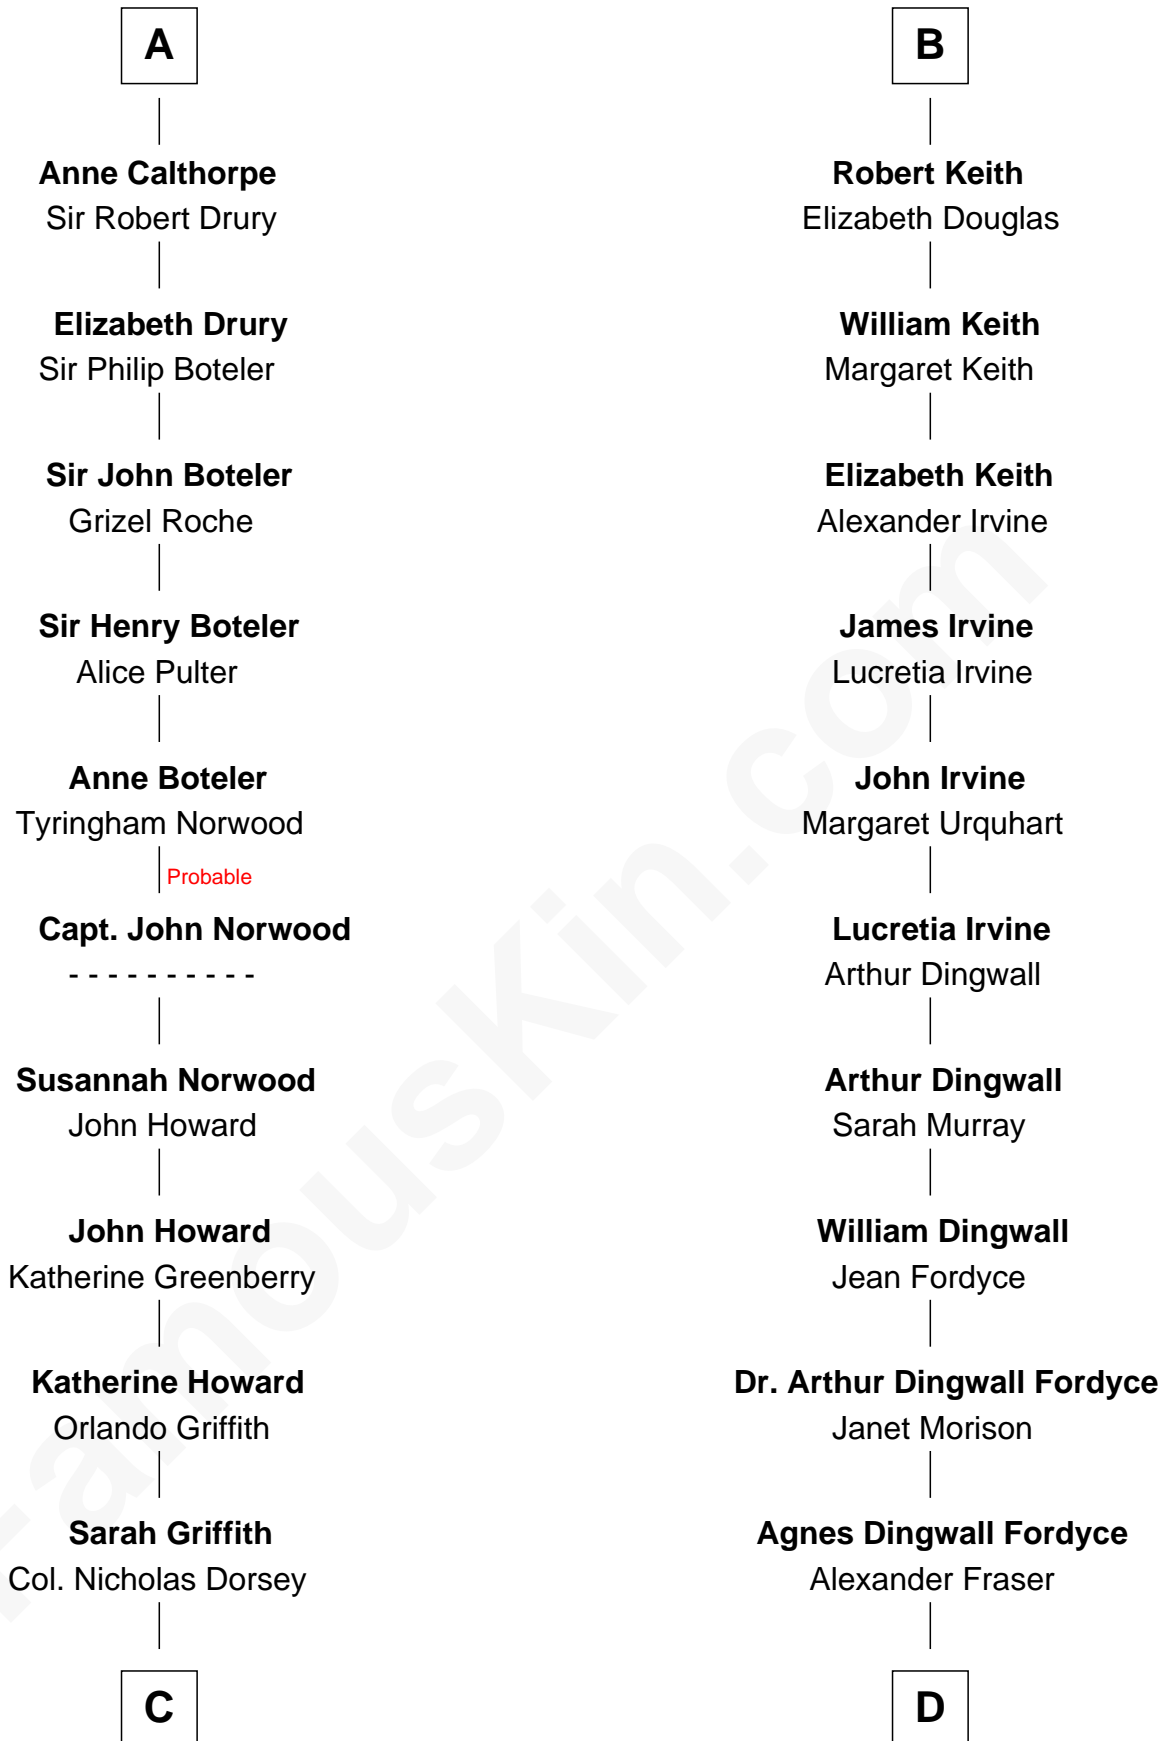 A
Anne Calthorpe
Sir Robert Drury
Elizabeth Drury
Sir Philip Boteler
Sir John Boteler
Grizel Roche
Sir Henry Boteler
Alice Pulter
Anne Boteler
Tyringham Norwood
Probable
Capt. John Norwood
- - - - - - - - - -
Susannah Norwood
John Howard
John Howard
Katherine Greenberry
Katherine Howard
Orlando Griffith
Sarah Griffith
Col. Nicholas Dorsey
C
B
Robert Keith
Elizabeth Douglas
William Keith
Margaret Keith
Elizabeth Keith
Alexander Irvine
James Irvine
Lucretia Irvine
John Irvine
Margaret Urquhart
Lucretia Irvine
Arthur Dingwall
Arthur Dingwall
Sarah Murray
William Dingwall
Jean Fordyce
Dr. Arthur Dingwall Fordyce
Janet Morison
Agnes Dingwall Fordyce
Alexander Fraser
D
FamousKin.com